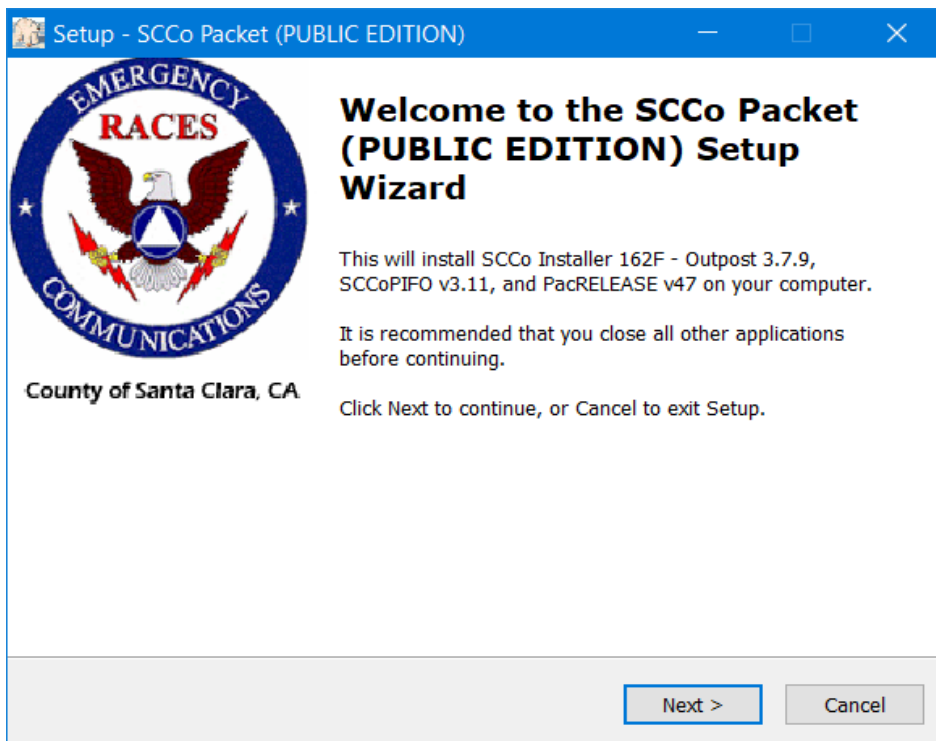 Setup - SCCo Packet (PUBLIC EDITION)
EMERGENCY
RACES
COMMUNICATIONS
County of Santa Clara, CA
Welcome to the SCCo Packet
(PUBLIC EDITION) Setup
Wizard
This will install SCCo Installer 162F - Outpost 3.7.9,
SCCoPIFO v3.11, and PacRELEASE v47 on your computer.
It is recommended that you close all other applications
before continuing.
Click Next to continue, or Cancel to exit Setup.
Next >
Cancel